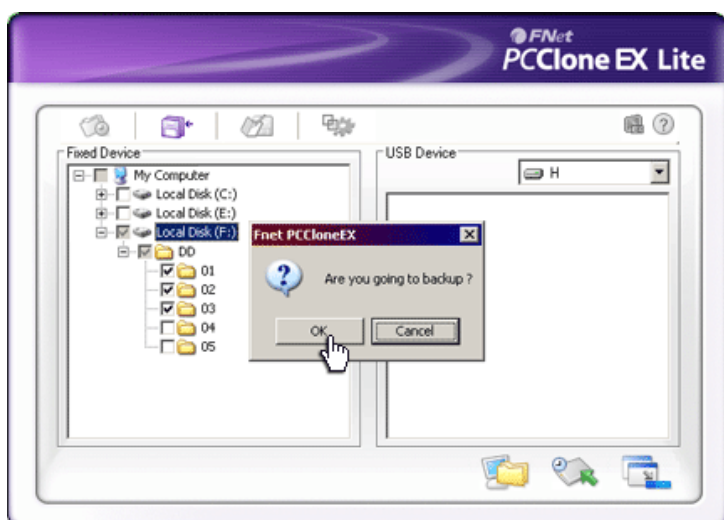 FNet
PCClone EX Lite
Fixed Device
My Computer
Local Disk (C:)
Local Disk (E:)
Local Disk (F:)
DD
01
02
03
04
05
USB Device
H
Fnet PCCloneEX
Are you going to backup ?
OK
Cancel